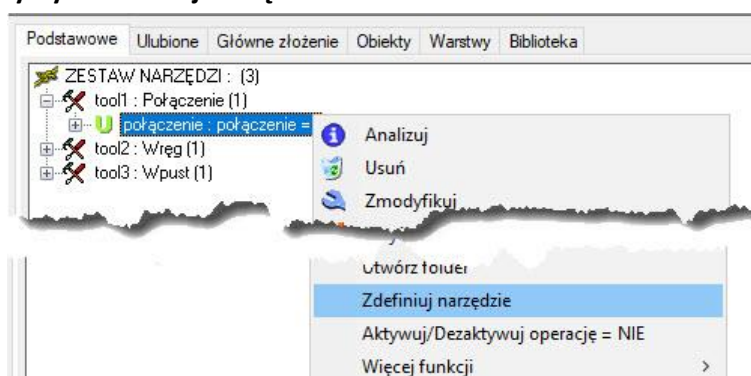 Podstawowe Ulubione Główne złożenie Obiekty Warstwy Biblioteka
ZESTAW NARZĘDZI : (3)
tool1 : Połączenie (1)
połączenie : połączenie =
tool2 : Wręg (1)
tool3 : Wpust (1)
Analizuj
Usuń
Zmodyfikuj
Utwórz folder
Zdefiniuj narzędzie
Aktywuj/Dezaktywuj operację = NIE
Więcej funkcji